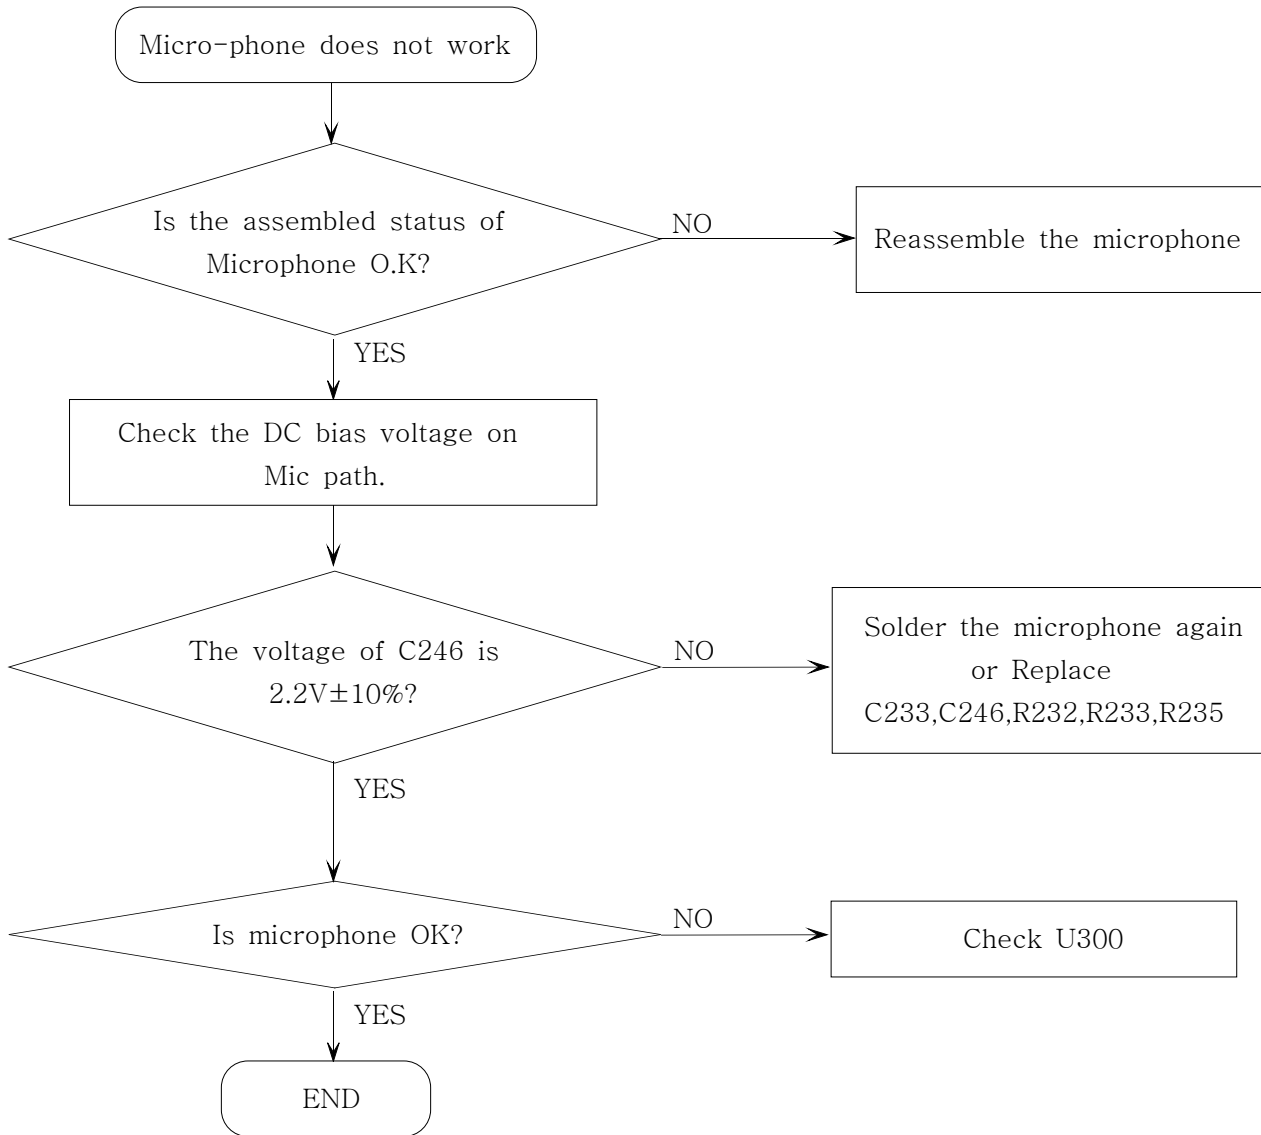 Micro-phone does not work
Is the assembled status of
Microphone O.K?
NO
Reassemble the microphone
YES
Check the DC bias voltage on
Mic path.
The voltage of C246 is
2.2V±10%?
NO
Solder the microphone again
or Replace
C233,C246,R232,R233,R235
YES
Is microphone OK?
NO
Check U300
YES
END